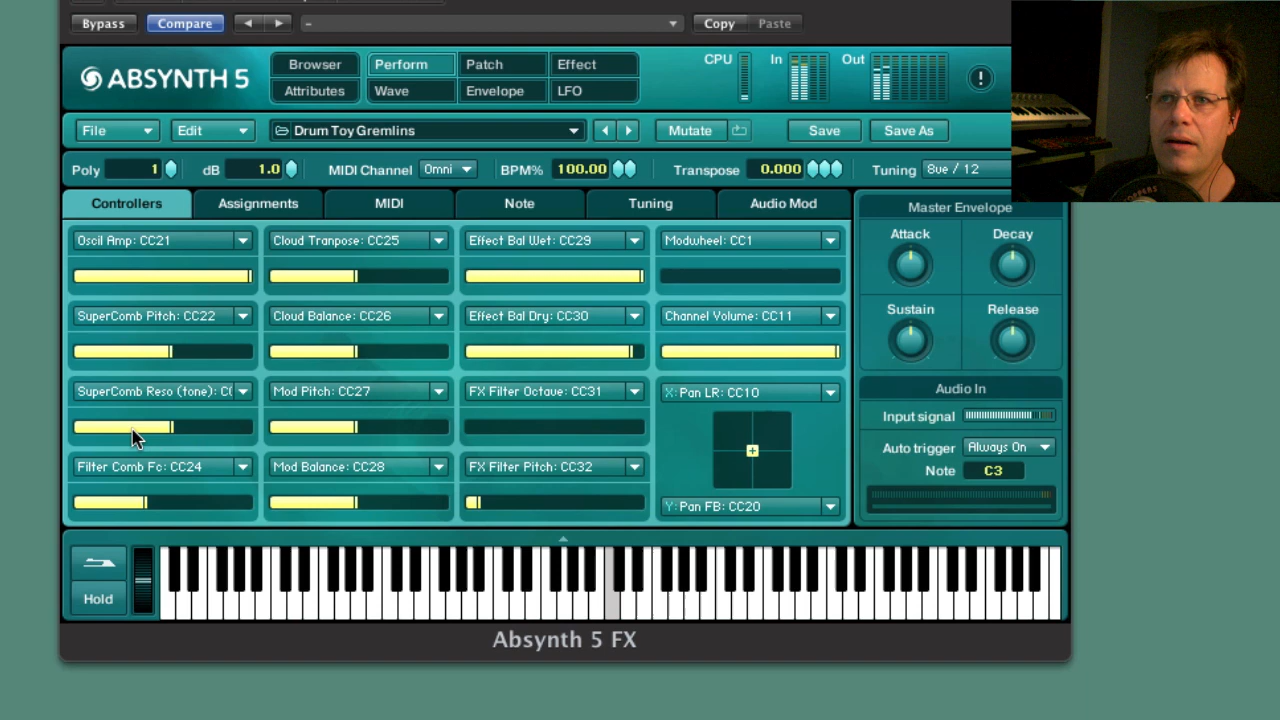 Bypass Compare – Copy Paste
ABSYNTH 5 Browser Perform Patch Effect CPU In Out !
Attributes Wave Envelope LFO
File Edit Drum Toy Gremlins Mutate Save Save As
Poly 1 dB 1.0 MIDI Channel Omni BPM% 100.00 Transpose 0.000 Tuning 8ve / 12
Controllers Assignments MIDI Note Tuning Audio Mod Master Envelope
Attack Decay
Oscil Amp: CC21 Cloud Tranpose: CC25 Effect Bal Wet: CC29 Modwheel: CC1
SuperComb Pitch: CC22 Cloud Balance: CC26 Effect Bal Dry: CC30 Channel Volume: CC11 Sustain Release
SuperComb Reso (tone): C( Mod Pitch: CC27 FX Filter Octave: CC31 X: Pan LR: CC10 Audio In
Input signal
Auto trigger Always On
Filter Comb Fc: CC24 Mod Balance: CC28 FX Filter Pitch: CC32 Note C3
Y: Pan FB: CC20
Hold
Absynth 5 FX